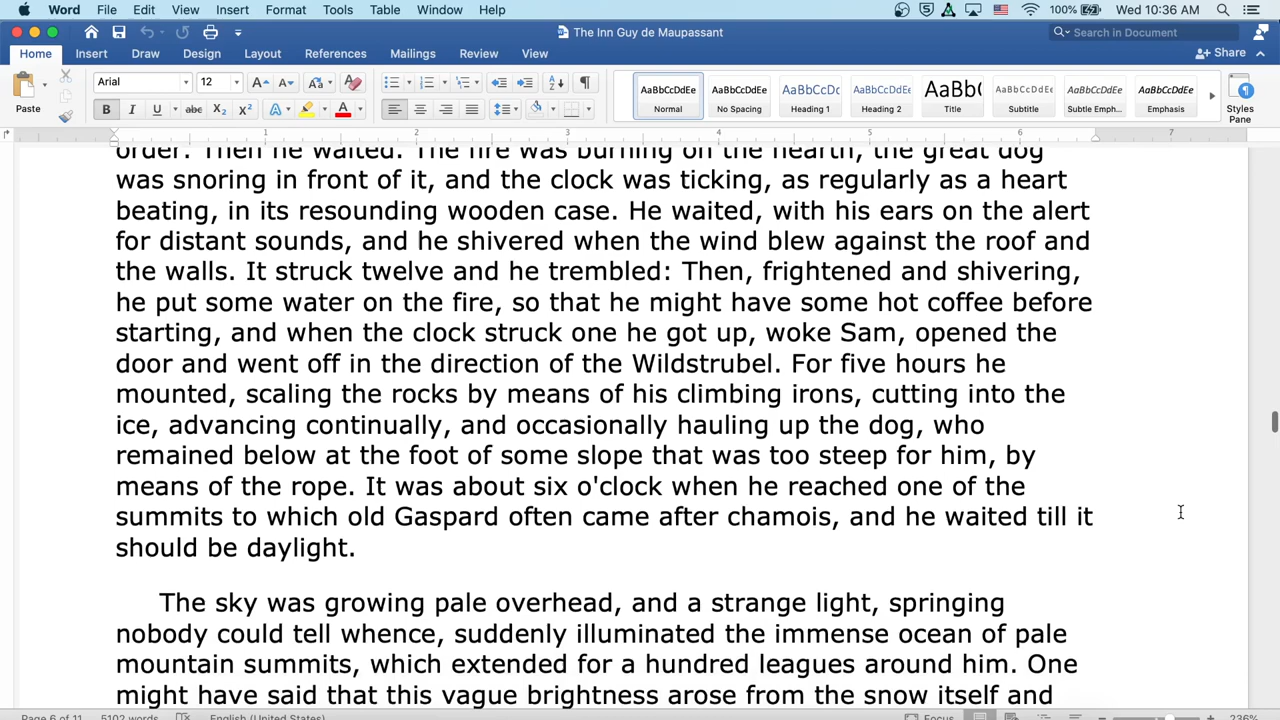 Word File Edit View Insert Format Tools Table Window Help 100% Wed 10:36 AM
The Inn Guy de Maupassant Search in Document
Home Insert Draw Design Layout References Mailings Review View Share
Paste Arial 12 AaBbCcDdEe AaBbCcDdEe AaBbCcDc AaBbCcDdEe AaBbC AaBbCcDdEe AaBbCcDdEe AaBbCcDdEe
Normal No Spacing Heading 1 Heading 2 Title Subtitle Subtle Emph... Emphasis Styles Pane
1 2 3 4 5 6 7
order. Then he waited. The fire was burning on the hearth, the great dog
was snoring in front of it, and the clock was ticking, as regularly as a heart
beating, in its resounding wooden case. He waited, with his ears on the alert
for distant sounds, and he shivered when the wind blew against the roof and
the walls. It struck twelve and he trembled: Then, frightened and shivering,
he put some water on the fire, so that he might have some hot coffee before
starting, and when the clock struck one he got up, woke Sam, opened the
door and went off in the direction of the Wildstrubel. For five hours he
mounted, scaling the rocks by means of his climbing irons, cutting into the
ice, advancing continually, and occasionally hauling up the dog, who
remained below at the foot of some slope that was too steep for him, by
means of the rope. It was about six o'clock when he reached one of the
summits to which old Gaspard often came after chamois, and he waited till it
should be daylight.
The sky was growing pale overhead, and a strange light, springing
nobody could tell whence, suddenly illuminated the immense ocean of pale
mountain summits, which extended for a hundred leagues around him. One
might have said that this vague brightness arose from the snow itself and
Page 6 of 11 5102 words English (United States) Focus 236%